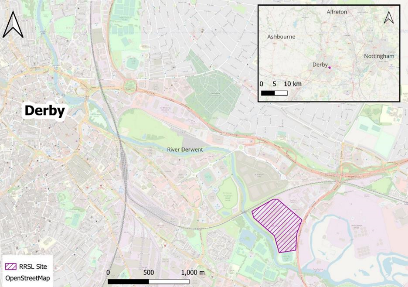 Alfreton
Ashbourne
Nottingham
Derby
0 5 10 km
Derby
River Derwent
RRSL Site
OpenStreetMap
0 500 1,000 m